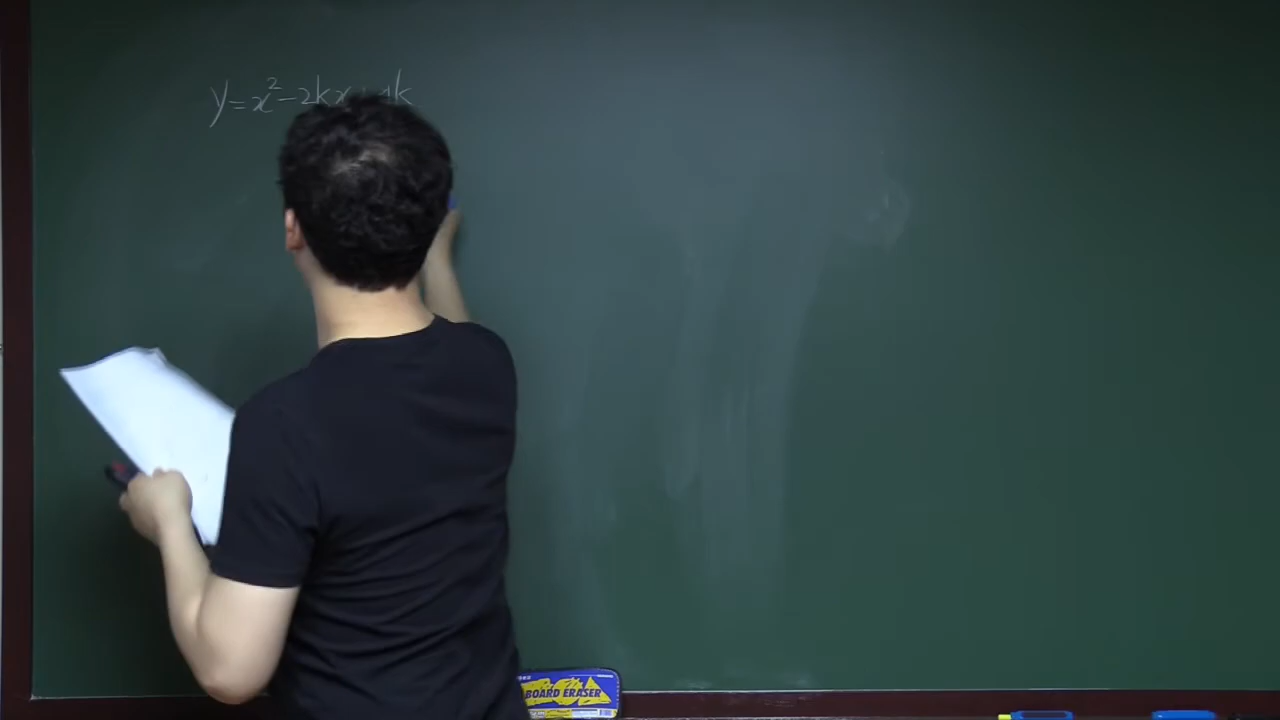 y = x² - 2kx + 4k
BOARD ERASER